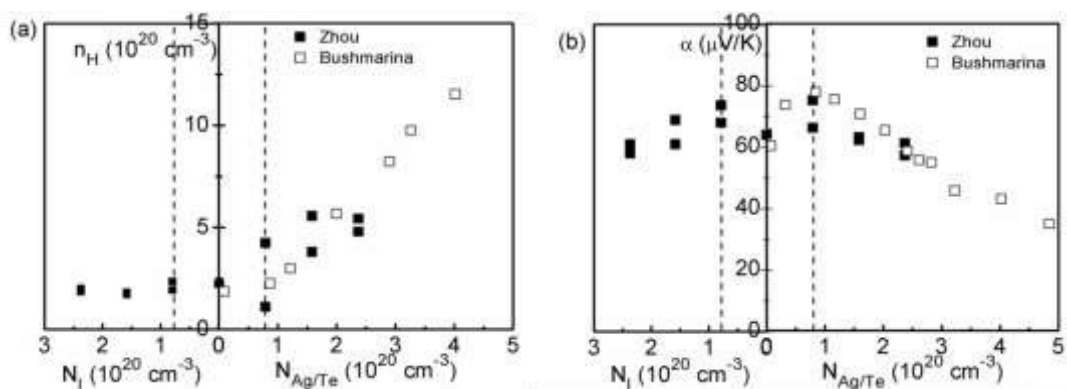 (a)
n_H (10^20 cm^-3)
Zhou
Bushmarina
15
10
5
0
3 2 1 0 1 2 3 4 5
N_I (10^20 cm^-3)
N_Ag/Te (10^20 cm^-3)
(b)
α (μV/K)
Zhou
Bushmarina
100
80
60
40
20
0
3 2 1 0 1 2 3 4 5
N_I (10^20 cm^-3)
N_Ag/Te (10^20 cm^-3)